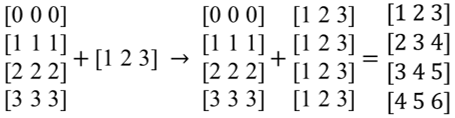 [0 0 0] [0 0 0] [1 2 3] [1 2 3]
[1 1 1] [1 1 1] [1 2 3] [2 3 4]
+ [1 2 3] → + =
[2 2 2] [2 2 2] [1 2 3] [3 4 5]
[3 3 3] [3 3 3] [1 2 3] [4 5 6]